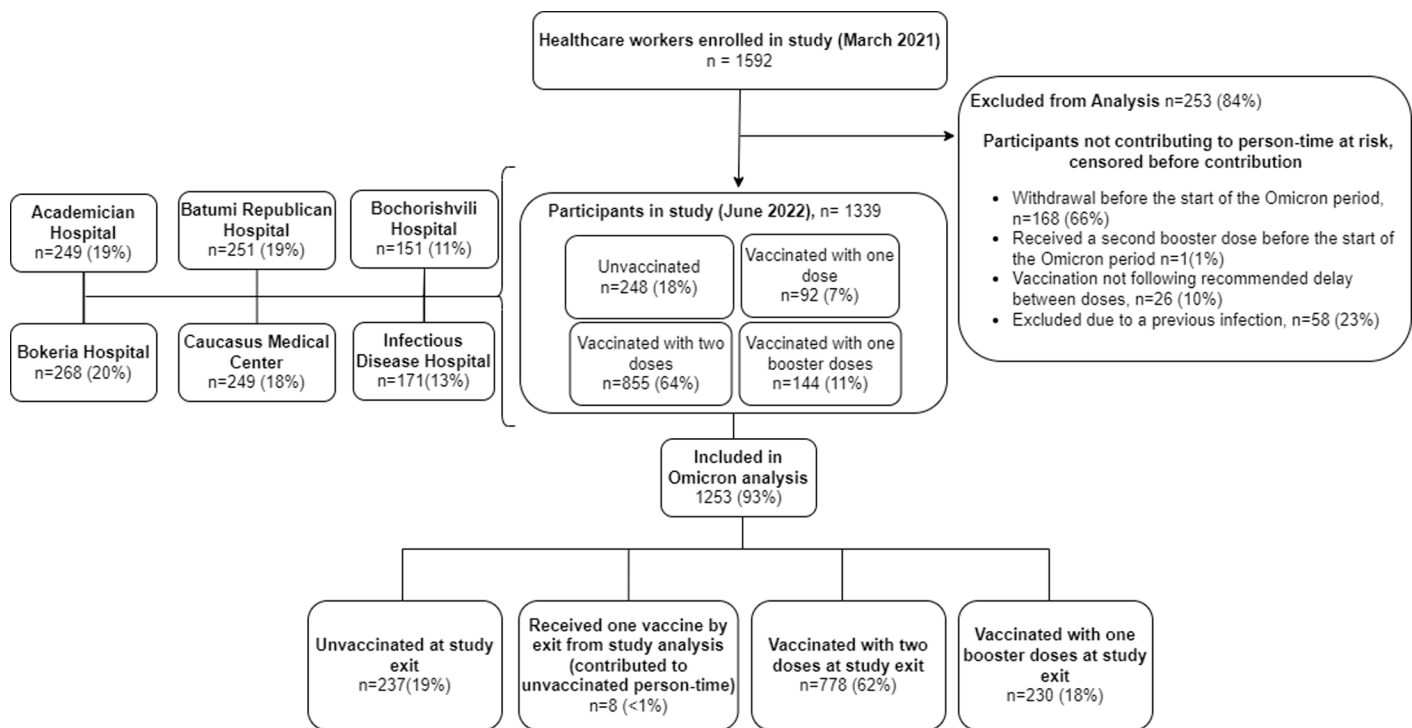 Healthcare workers enrolled in study (March 2021)
n = 1592
Excluded from Analysis n=253 (84%)
Participants not contributing to person-time at risk,
censored before contribution
• Withdrawal before the start of the Omicron period,
n=168 (66%)
• Received a second booster dose before the start of
the Omicron period n=1(1%)
• Vaccination not following recommended delay
between doses, n=26 (10%)
• Excluded due to a previous infection, n=58 (23%)
Academician
Hospital
n=249 (19%)
Batumi Republican
Hospital
n=251 (19%)
Bochorishvili
Hospital
n=151 (11%)
Bokeria Hospital
n=268 (20%)
Caucasus Medical
Center
n=249 (18%)
Infectious
Disease Hospital
n=171(13%)
Participants in study (June 2022), n= 1339
Unvaccinated
n=248 (18%)
Vaccinated with one
dose
n=92 (7%)
Vaccinated with two
doses
n=855 (64%)
Vaccinated with one
booster doses
n=144 (11%)
Included in
Omicron analysis
1253 (93%)
Unvaccinated at study
exit
n=237(19%)
Received one vaccine by
exit from study analysis
(contributed to
unvaccinated person-time)
n=8 (<1%)
Vaccinated with two
doses at study exit
n=778 (62%)
Vaccinated with one
booster doses at study
exit
n=230 (18%)